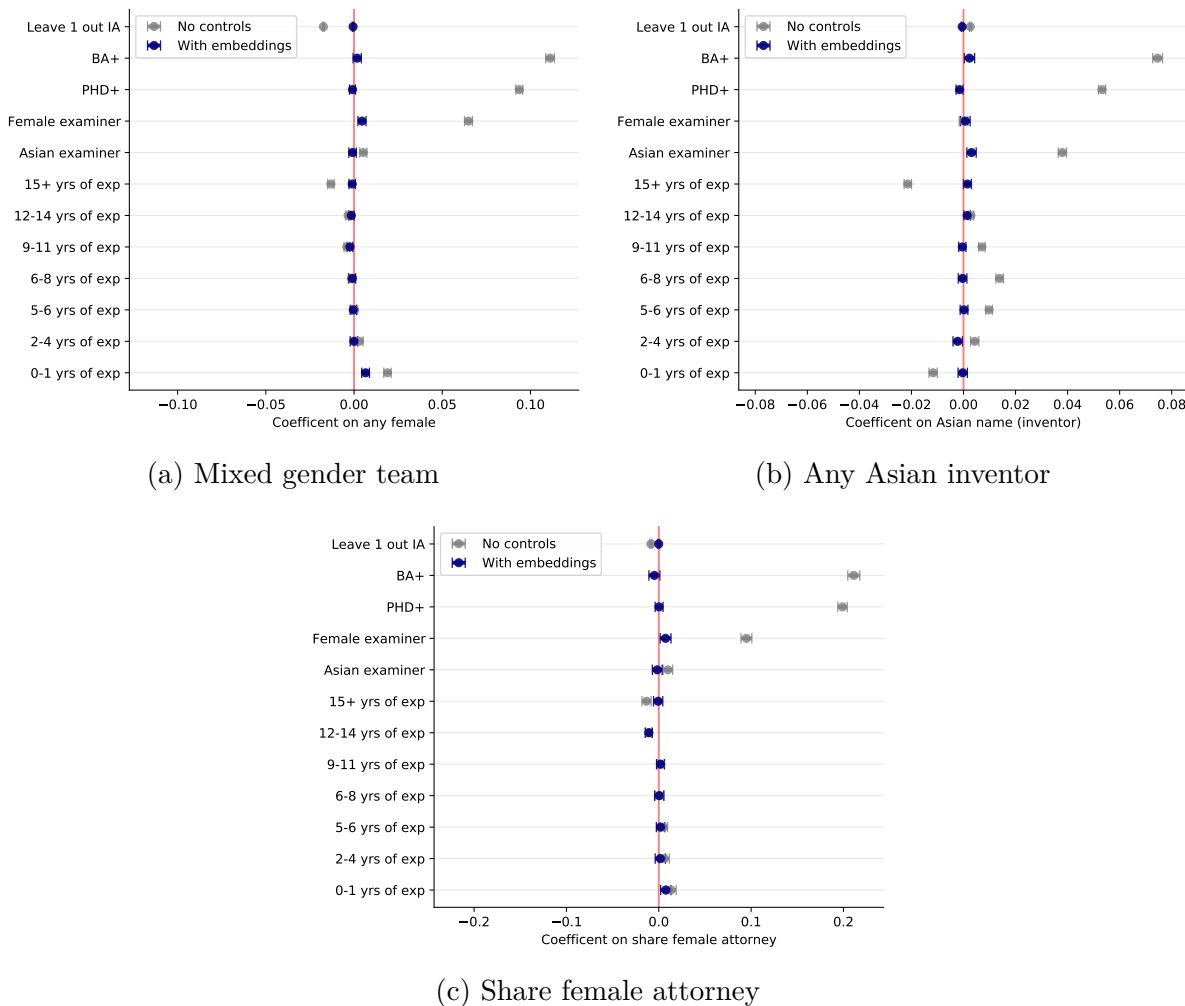 Leave 1 out IA
BA+
PHD+
Female examiner
Asian examiner
15+ yrs of exp
12-14 yrs of exp
9-11 yrs of exp
6-8 yrs of exp
5-6 yrs of exp
2-4 yrs of exp
0-1 yrs of exp
No controls
With embeddings
−0.10 −0.05 0.00 0.05 0.10
Coefficent on any female
(a) Mixed gender team
Leave 1 out IA
BA+
PHD+
Female examiner
Asian examiner
15+ yrs of exp
12-14 yrs of exp
9-11 yrs of exp
6-8 yrs of exp
5-6 yrs of exp
2-4 yrs of exp
0-1 yrs of exp
No controls
With embeddings
−0.08 −0.06 −0.04 −0.02 0.00 0.02 0.04 0.06 0.08
Coefficent on Asian name (inventor)
(b) Any Asian inventor
Leave 1 out IA
BA+
PHD+
Female examiner
Asian examiner
15+ yrs of exp
12-14 yrs of exp
9-11 yrs of exp
6-8 yrs of exp
5-6 yrs of exp
2-4 yrs of exp
0-1 yrs of exp
No controls
With embeddings
−0.2 −0.1 0.0 0.1 0.2
Coefficent on share female attorney
(c) Share female attorney